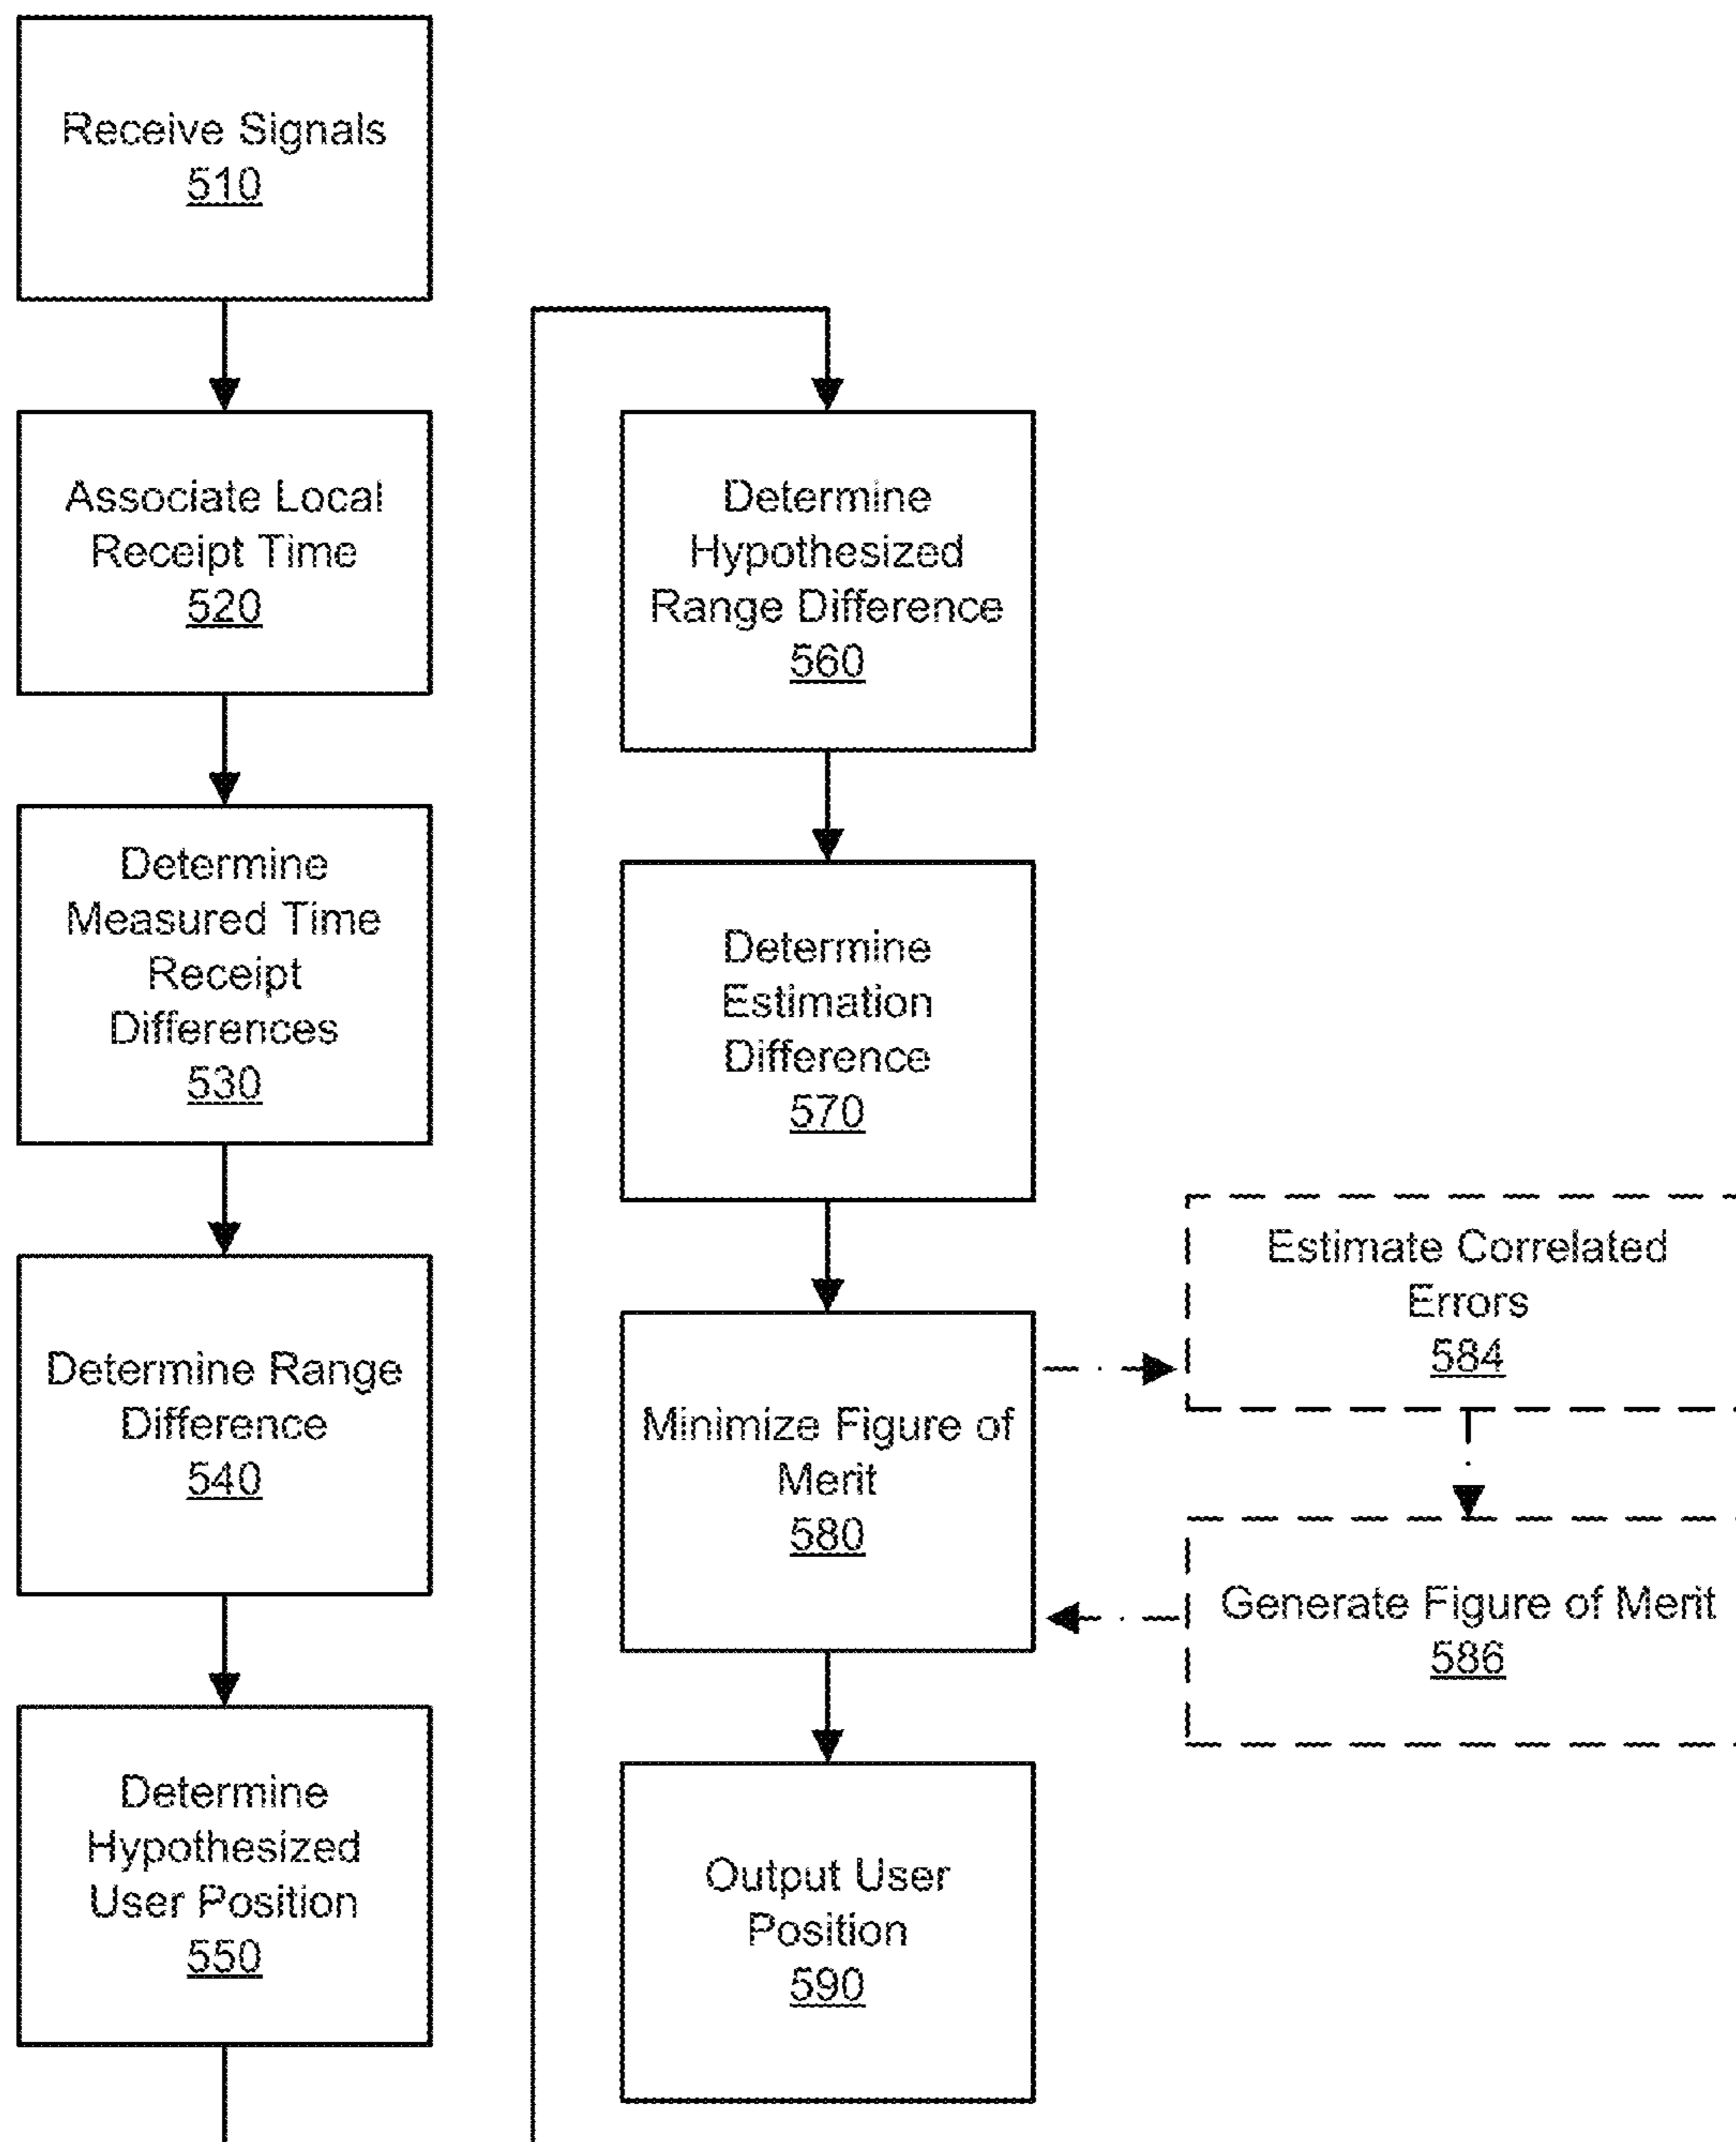 Receive Signals
510
Associate Local
Receipt Time
520
Determine
Measured Time
Receipt
Differences
530
Determine Range
Difference
540
Determine
Hypothesized
User Position
550
Determine
Hypothesized
Range Difference
560
Determine
Estimation
Difference
570
Minimize Figure of
Merit
580
Estimate Correlated
Errors
584
Generate Figure of Merit
586
Output User
Position
590